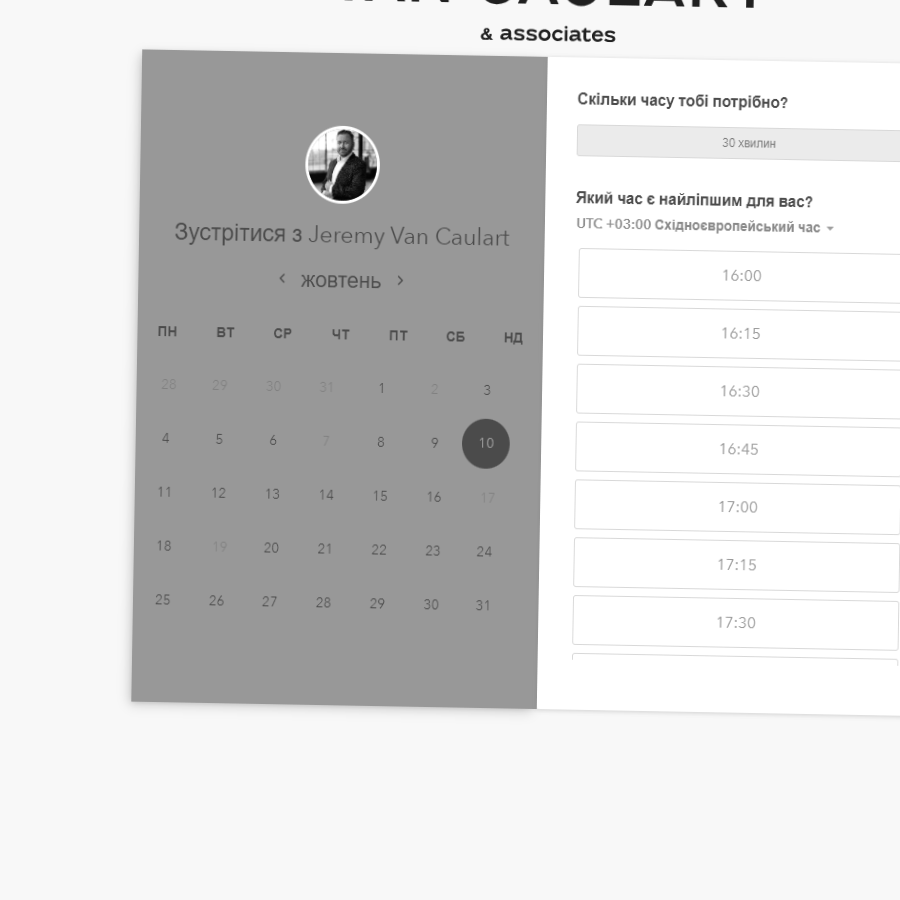 & associates
Зустрітися з Jeremy Van Caulart
‹ жовтень ›
ПН ВТ СР ЧТ ПТ СБ НД
28 29 30 31 1 2 3
4 5 6 7 8 9 10
11 12 13 14 15 16 17
18 19 20 21 22 23 24
25 26 27 28 29 30 31
Скільки часу тобі потрібно?
30 хвилин
Який час є найліпшим для вас?
UTC +03:00 Східноєвропейський час
16:00
16:15
16:30
16:45
17:00
17:15
17:30